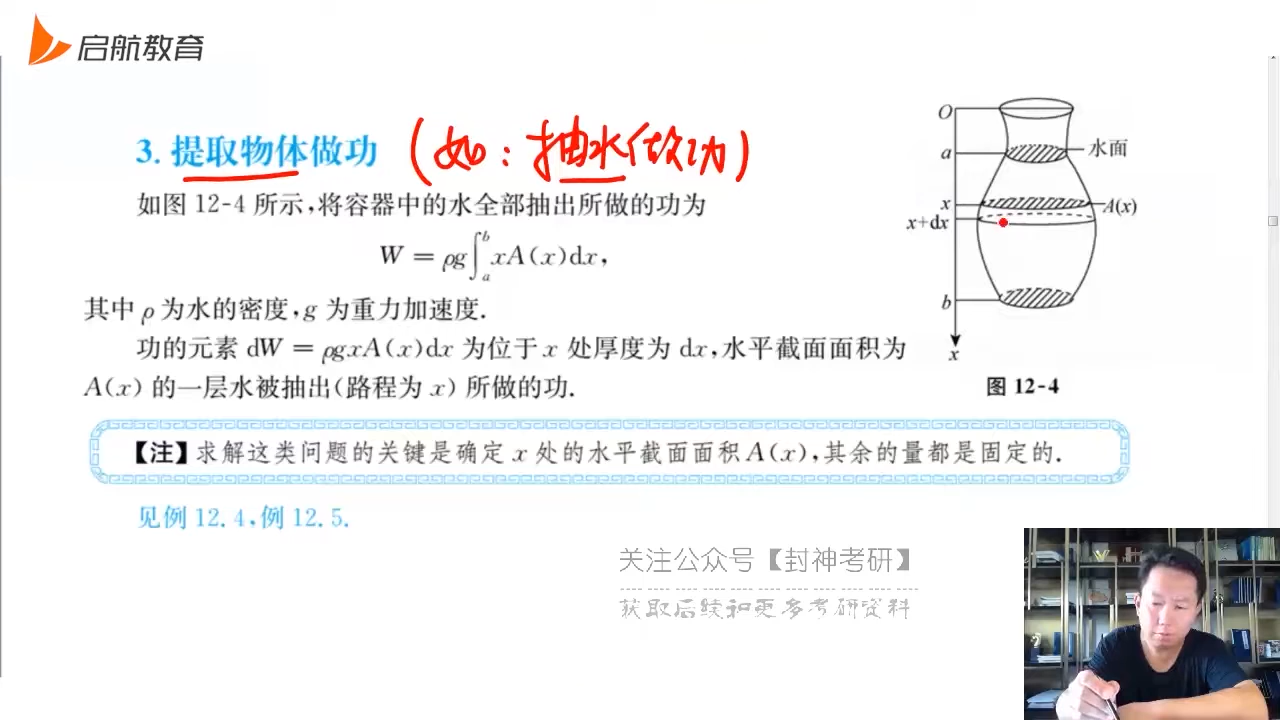 启航教育
3. 提取物体做功 (如:抽水做功)
如图 12-4 所示,将容器中的水全部抽出所做的功为
W = ρg∫ₐᵇ xA(x)dx,
其中 ρ 为水的密度,g 为重力加速度.
功的元素 dW = ρgxA(x)dx 为位于 x 处厚度为 dx,水平截面面积为
A(x) 的一层水被抽出(路程为 x) 所做的功.
【注】求解这类问题的关键是确定 x 处的水平截面面积 A(x),其余的量都是固定的.
见例 12.4,例 12.5.
O
a
水面
x
A(x)
x+dx
b
x
图 12-4
关注公众号【封神考研】
获取后续和更多考研资料